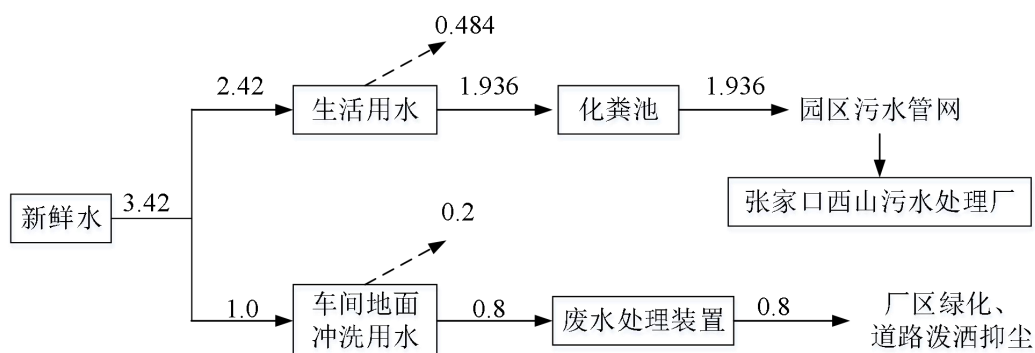 0.484
2.42
生活用水
1.936
化粪池
1.936
园区污水管网
新鲜水
3.42
张家口西山污水处理厂
0.2
1.0
车间地面
冲洗用水
0.8
废水处理装置
0.8
厂区绿化、
道路泼洒抑尘